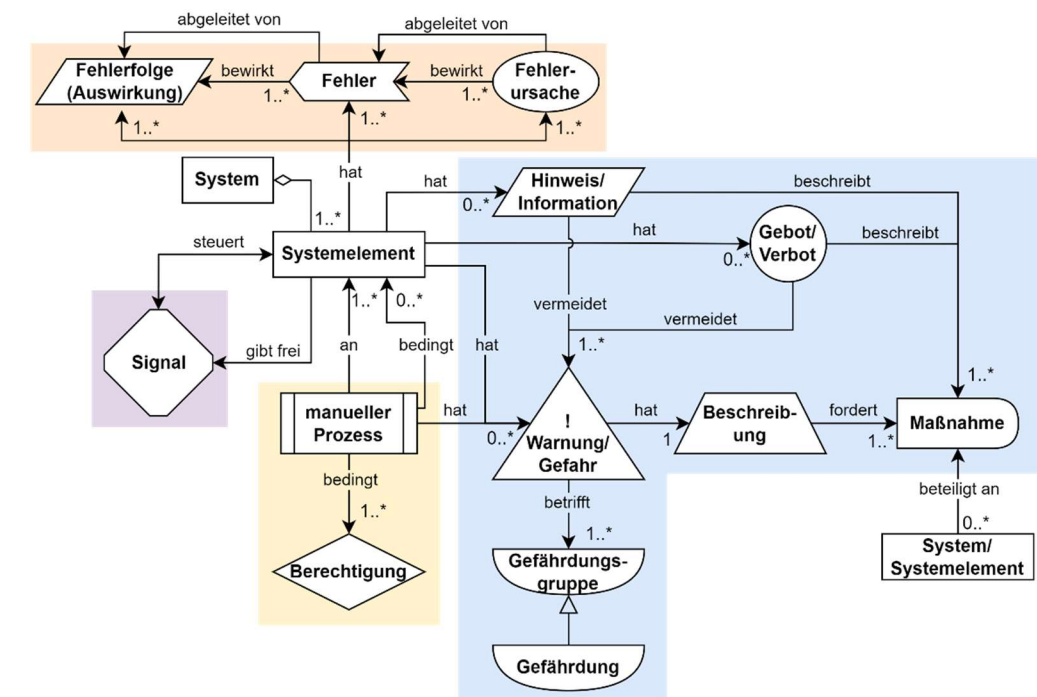 abgeleitet von
abgeleitet von
Fehlerfolge
(Auswirkung)
bewirkt
1..*
Fehler
bewirkt
1..*
Fehler-
ursache
1..*
1..*
1..*
hat
System
1..*
hat
0..*
Hinweis/
Information
beschreibt
steuert
Systemelement
hat
0..*
Gebot/
Verbot
beschreibt
1..*
0..*
vermeidet
vermeidet
Signal
gibt frei
an
bedingt
hat
1..*
1..*
manueller
Prozess
hat
0..*
!
Warnung/
Gefahr
hat
1
Beschreib-
ung
fordert
1..*
Maßnahme
bedingt
1..*
betrifft
1..*
beteiligt an
0..*
Berechtigung
Gefährdungs-
gruppe
System/
Systemelement
Gefährdung